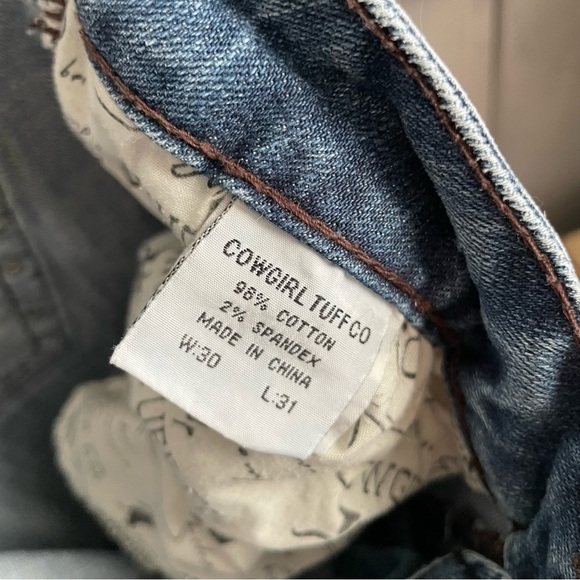 COWGIRL TUFF CO
98% COTTON
2% SPANDEX
MADE IN CHINA
W:30 L:31